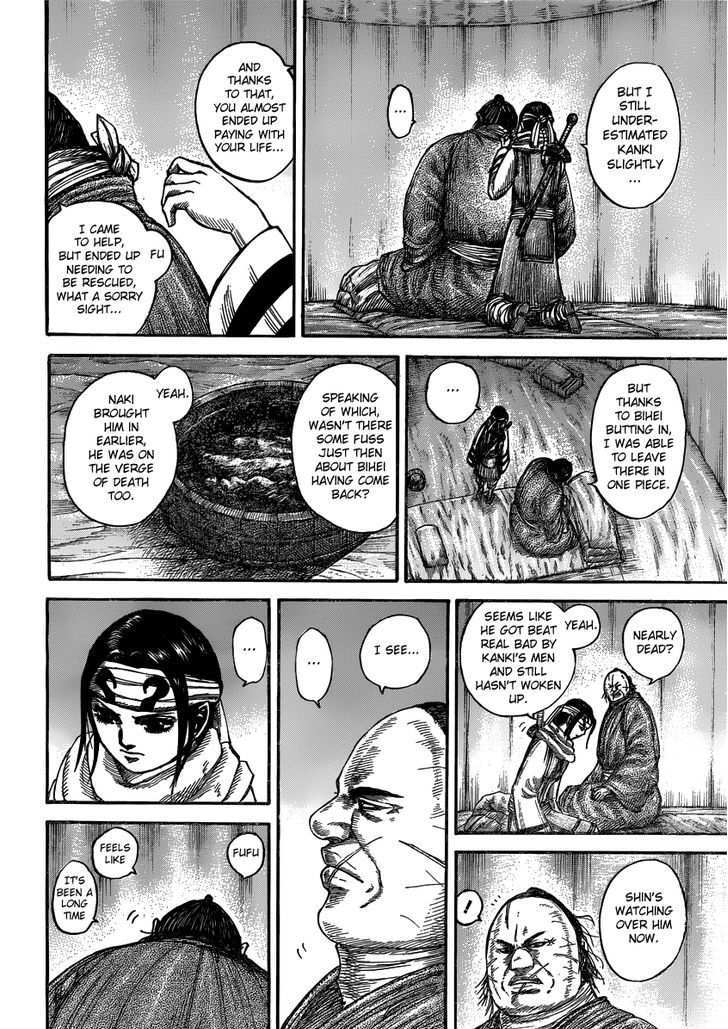 BUT I
STILL
UNDER-
ESTIMATED
KANKI
SLIGHTLY
...
...
AND
THANKS
TO THAT,
YOU ALMOST
ENDED UP
PAYING WITH
YOUR LIFE...
FU
I CAME
TO HELP,
BUT ENDED UP
NEEDING TO
BE RESCUED,
WHAT A SORRY
SIGHT...
BUT
THANKS
TO BIHEI
BUTTING IN,
I WAS ABLE
TO LEAVE
THERE IN
ONE PIECE.
...
SPEAKING
OF WHICH,
WASN'T THERE
SOME FUSS
JUST THEN
ABOUT BIHEI
HAVING COME
BACK?
YEAH.
NAKI
BROUGHT
HIM IN
EARLIER,
HE WAS ON
THE VERGE
OF DEATH
TOO.
NEARLY
DEAD?
YEAH.
SEEMS LIKE
HE GOT BEAT
REAL BAD BY
KANKI'S MEN
AND STILL
HASN'T WOKEN
UP.
SHIN'S
WATCHING
OVER HIM
NOW.
!
I SEE...
...
...
FUFU
FEELS
LIKE
IT'S
BEEN A
LONG
TIME